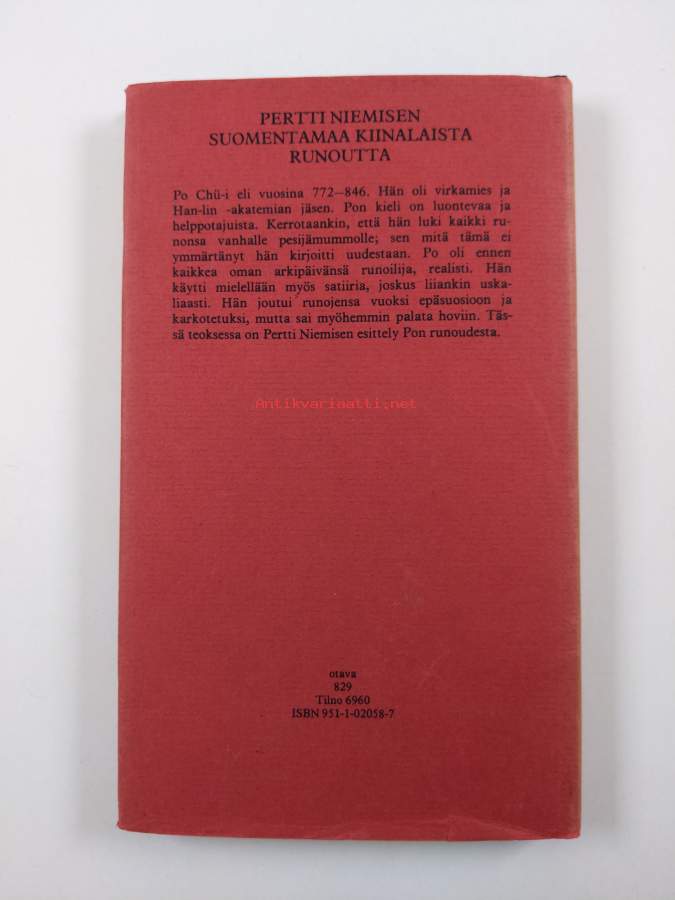 PERTTI NIEMISEN
SUOMENTAMAA KIINALAISTA
RUNOUTTA
Po Chü-i eli vuosina 772–846. Hän oli virkamies ja
Han-lin -akatemian jäsen. Pon kieli on luontevaa ja
helppotajuista. Kerrotaankin, että hän luki kaikki ru-
nonsa vanhalle pesijämummolle; sen mitä tämä ei
ymmärtänyt hän kirjoitti uudestaan. Po oli ennen
kaikkea oman arkipäivänsä runoilija, realisti. Hän
käytti mielellään myös satiiria, joskus liiankin uska-
liaasti. Hän joutui runojensa vuoksi epäsuosioon ja
karkotetuksi, mutta sai myöhemmin palata hoviin. Täs-
sä teoksessa on Pertti Niemisen esittely Pon runoudesta.
Antikvariaatti.net
otava
829
Tilno 6960
ISBN 951-1-02058-7